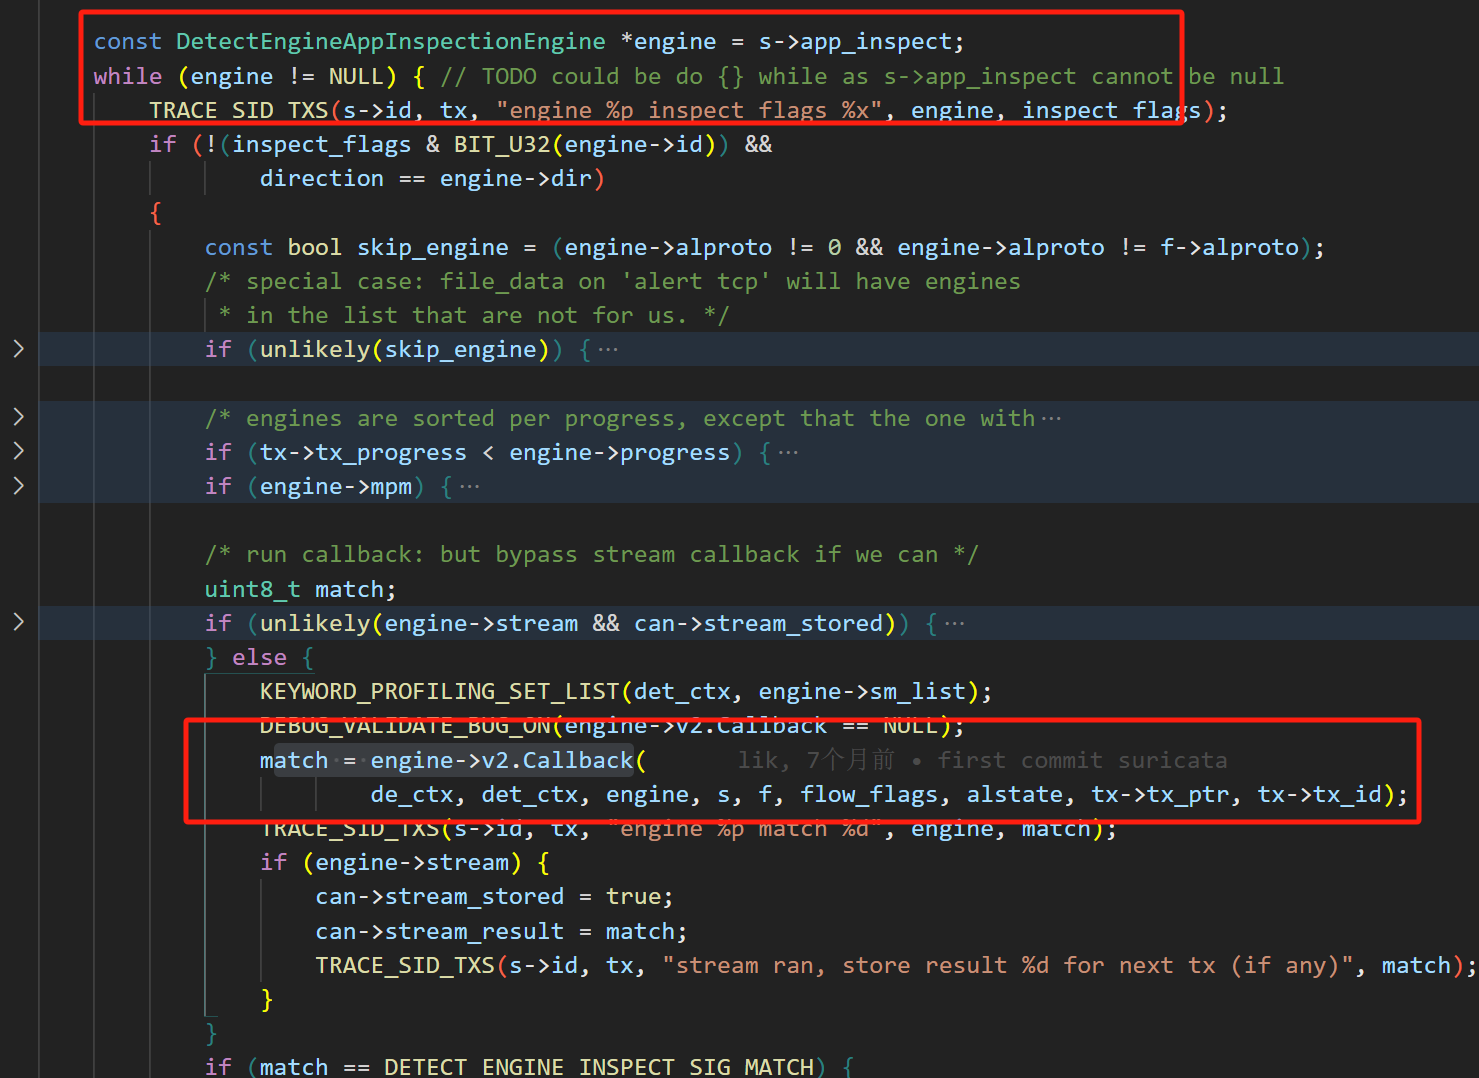 const DetectEngineAppInspectionEngine *engine = s->app_inspect;
while (engine != NULL) { // TODO could be do {} while as s->app_inspect cannot be null
TRACE_SID_TXS(s->id, tx, "engine %p inspect_flags %x", engine, inspect_flags);
if (!(inspect_flags & BIT_U32(engine->id)) &&
direction == engine->dir)
{
const bool skip_engine = (engine->alproto != 0 && engine->alproto != f->alproto);
/* special case: file_data on 'alert tcp' will have engines
* in the list that are not for us. */
if (unlikely(skip_engine)) {···
/* engines are sorted per progress, except that the one with···
if (tx->tx_progress < engine->progress) {···
if (engine->mpm) {···
/* run callback: but bypass stream callback if we can */
uint8_t match;
if (unlikely(engine->stream && can->stream_stored)) {···
} else {
KEYWORD_PROFILING_SET_LIST(det_ctx, engine->sm_list);
DEBUG_VALIDATE_BUG_ON(engine->v2.Callback == NULL);
match = engine->v2.Callback( lik, 7个月前 • first commit suricata
de_ctx, det_ctx, engine, s, f, flow_flags, alstate, tx->tx_ptr, tx->tx_id);
TRACE_SID_TXS(s->id, tx, "engine %p match %d", engine, match);
if (engine->stream) {
can->stream_stored = true;
can->stream_result = match;
TRACE_SID_TXS(s->id, tx, "stream ran, store result %d for next tx (if any)", match);
}
}
if (match == DETECT_ENGINE_INSPECT_SIG_MATCH) {